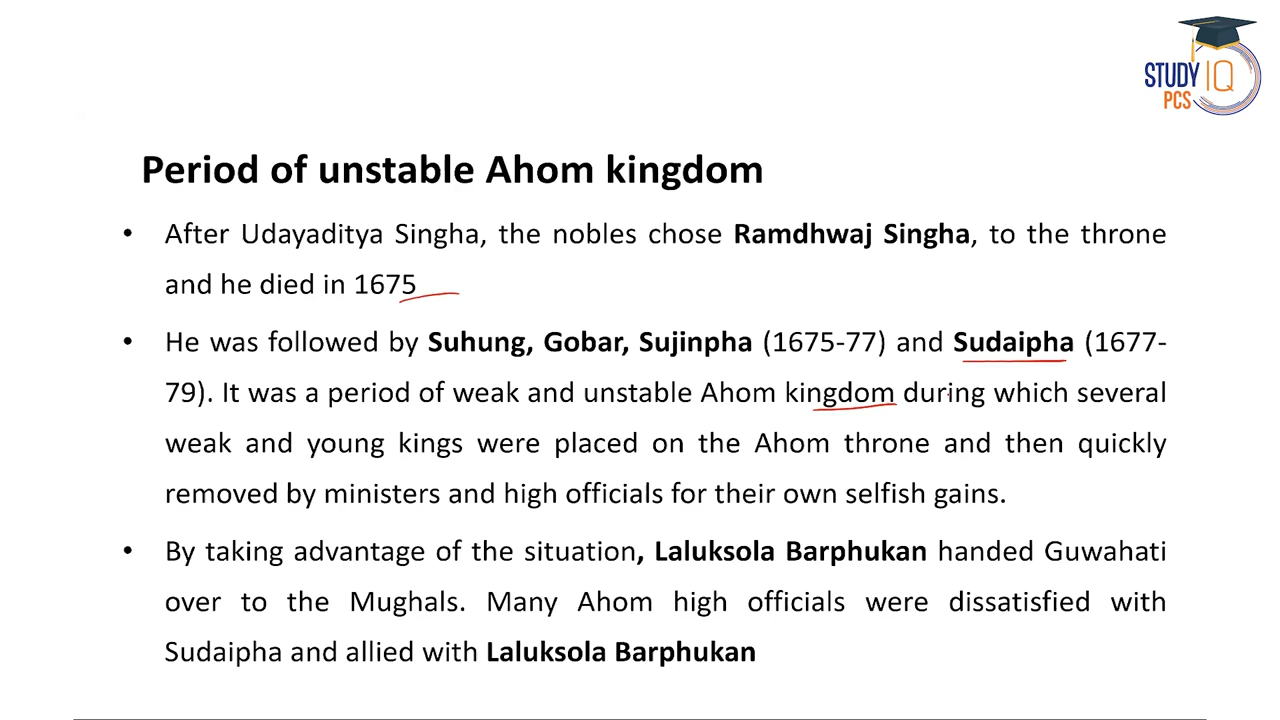 STUDY IQ
PCS
Period of unstable Ahom kingdom
• After Udayaditya Singha, the nobles chose Ramdhwaj Singha, to the throne
and he died in 1675
• He was followed by Suhung, Gobar, Sujinpha (1675-77) and Sudaipha (1677-
79). It was a period of weak and unstable Ahom kingdom during which several
weak and young kings were placed on the Ahom throne and then quickly
removed by ministers and high officials for their own selfish gains.
• By taking advantage of the situation, Laluksola Barphukan handed Guwahati
over to the Mughals. Many Ahom high officials were dissatisfied with
Sudaipha and allied with Laluksola Barphukan